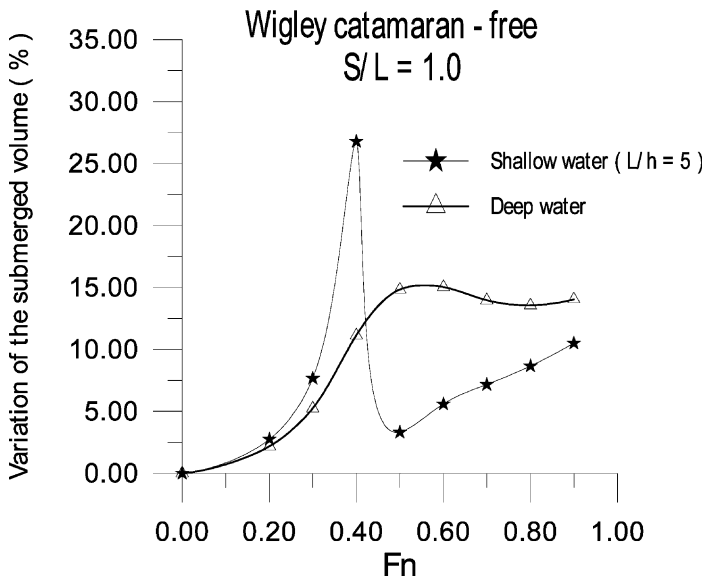 Wigley catamaran - free
S/L = 1.0
Variation of the submerged volume ( % )
35.00
30.00
25.00
20.00
15.00
10.00
5.00
0.00
Shallow water ( L/h = 5 )
Deep water
0.00 0.20 0.40 0.60 0.80 1.00
Fn